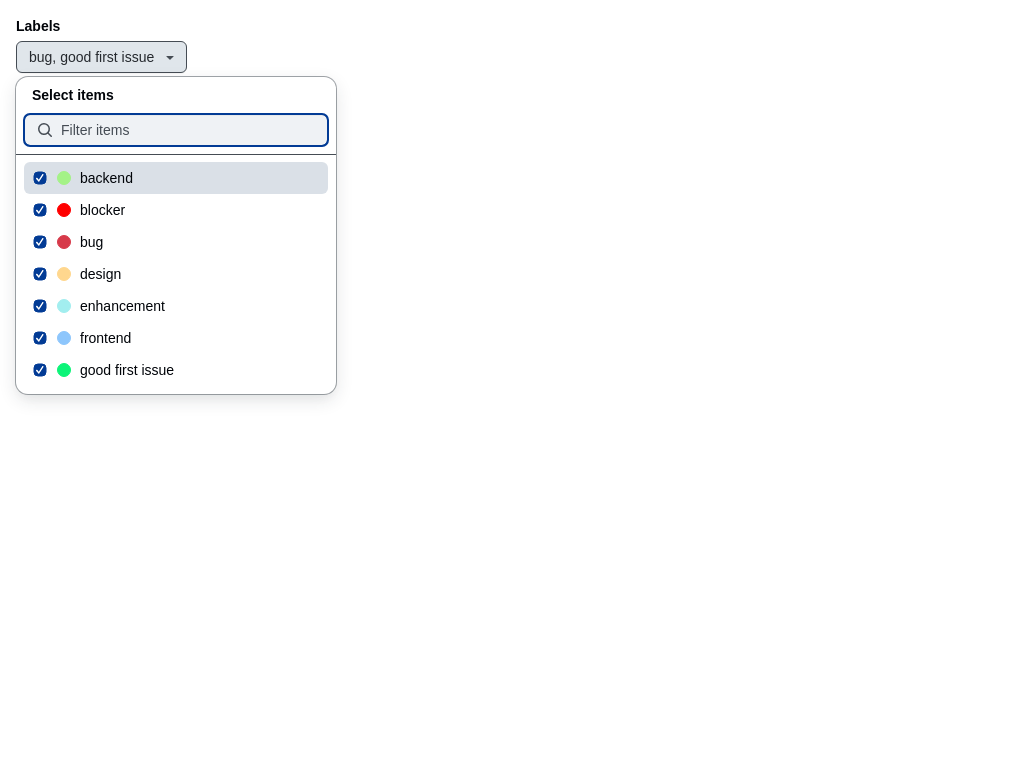 Labels
bug, good first issue
Select items
Filter items
backend
blocker
bug
design
enhancement
frontend
good first issue